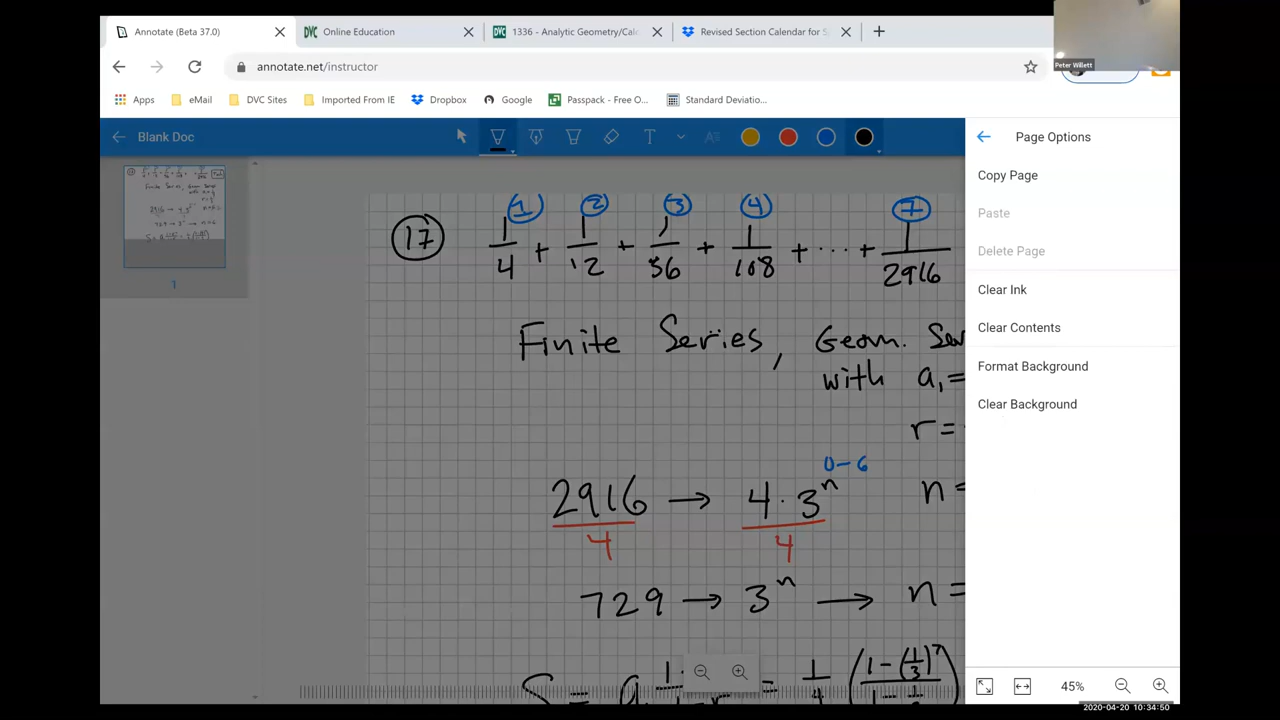 Annotate (Beta 37.0)
Online Education
1336 - Analytic Geometry/Calc
Revised Section Calendar for S
annotate.net/instructor
Peter Willett
Apps
eMail
DVC Sites
Imported From IE
Dropbox
Google
Passpack - Free O...
Standard Deviatio...
Blank Doc
Page Options
Copy Page
Paste
Delete Page
Clear Ink
Clear Contents
Format Background
Clear Background
1
1 2 3 4 7
17 1/4 + 1/12 + 1/36 + 1/108 + ... + 1/2916
Finite Series, Geom. Se
with a₁ =
r =
0-6
2916 → 4 · 3ⁿ n =
4 4
729 → 3ⁿ → n =
45%
2020-04-20 10:34:50